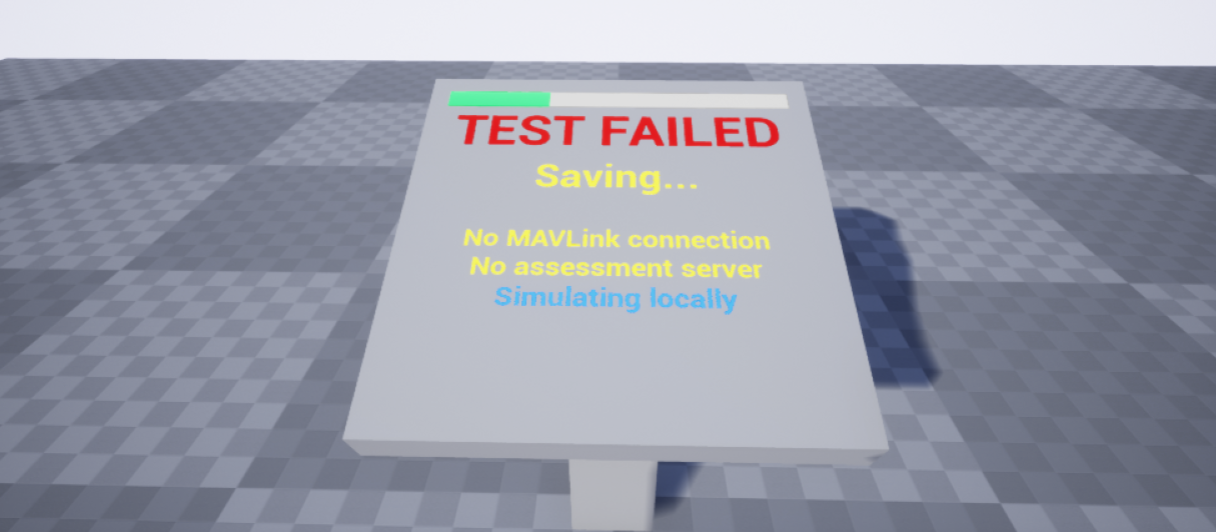 TEST FAILED
Saving...
No MAVLink connection
No assessment server
Simulating locally